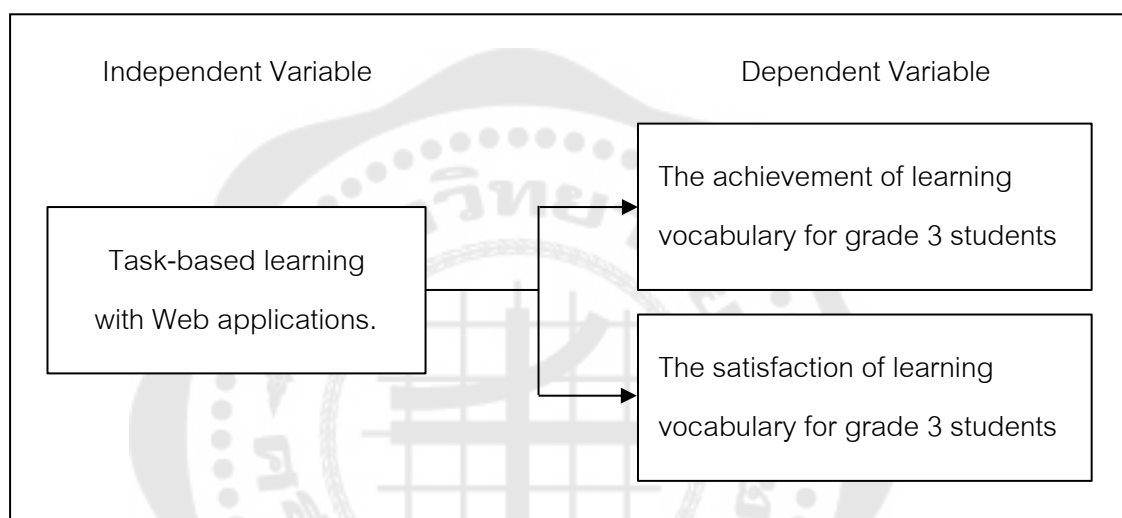 Independent Variable
Dependent Variable
Task-based learning
with Web applications.
The achievement of learning
vocabulary for grade 3 students
The satisfaction of learning
vocabulary for grade 3 students